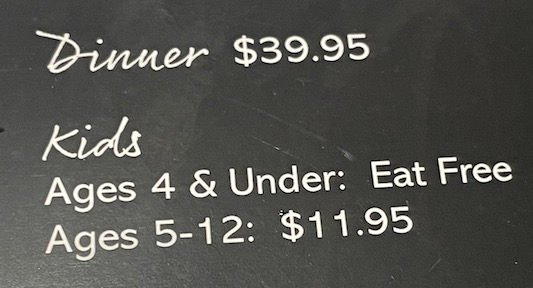 Dinner $39.95
Kids
Ages 4 & Under: Eat Free
Ages 5-12: $11.95